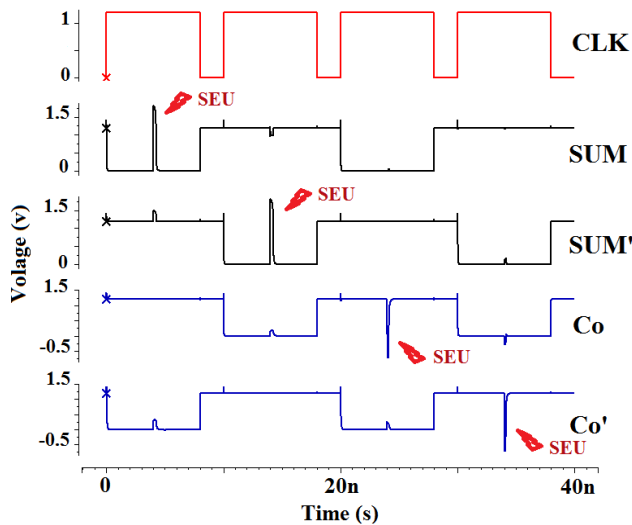 1
0
CLK
1.5
0
SEU
SUM
1.5
0
SEU
SUM'
1.5
-0.5
SEU
Co
1.5
-0.5
SEU
Co'
Volage (v)
0
20n
40n
Time (s)